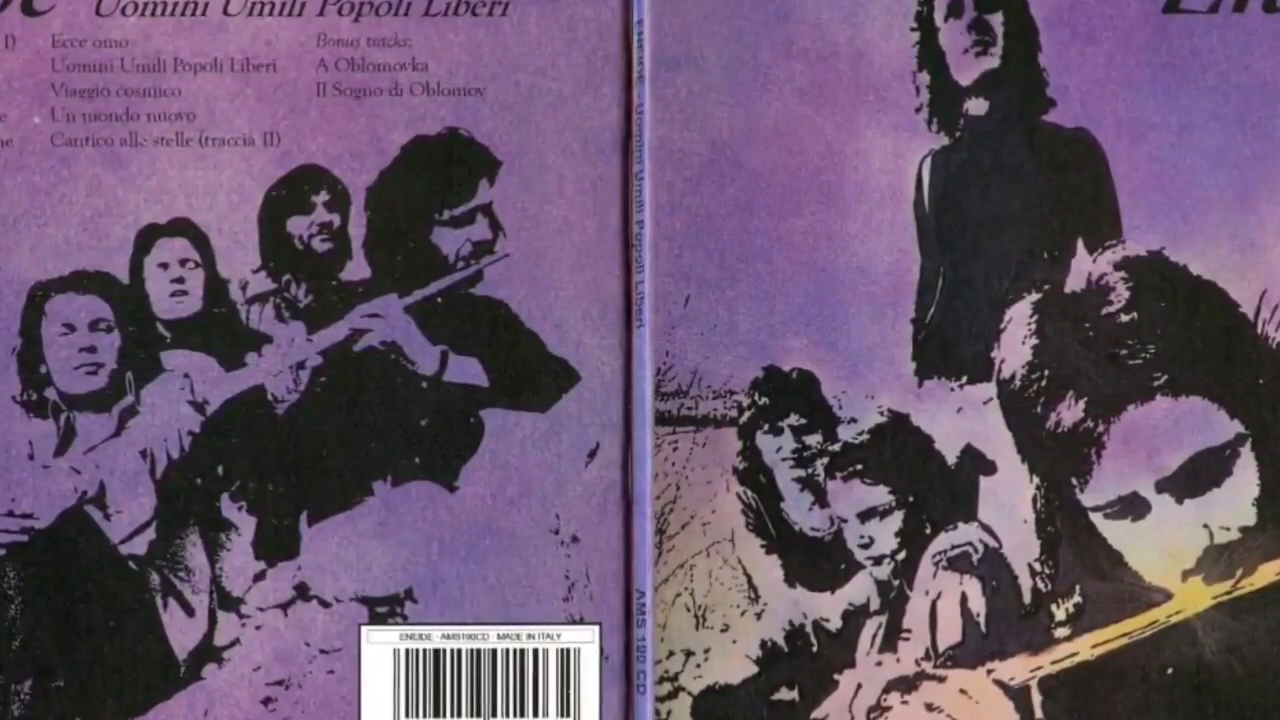 Uomini Umili Popoli Liberi
I) Ecce omo
Uomini Umili Popoli Liberi
Viaggio cosmico
Un mondo nuovo
Cantico alle stelle (traccia II)
Bonus tracks:
A Oblomovka
Il Sogno di Oblomov
ENEIDE - Uomini Umili Popoli Liberi
AMS 190 CD
ENEIDE - AMS190CD - MADE IN ITALY